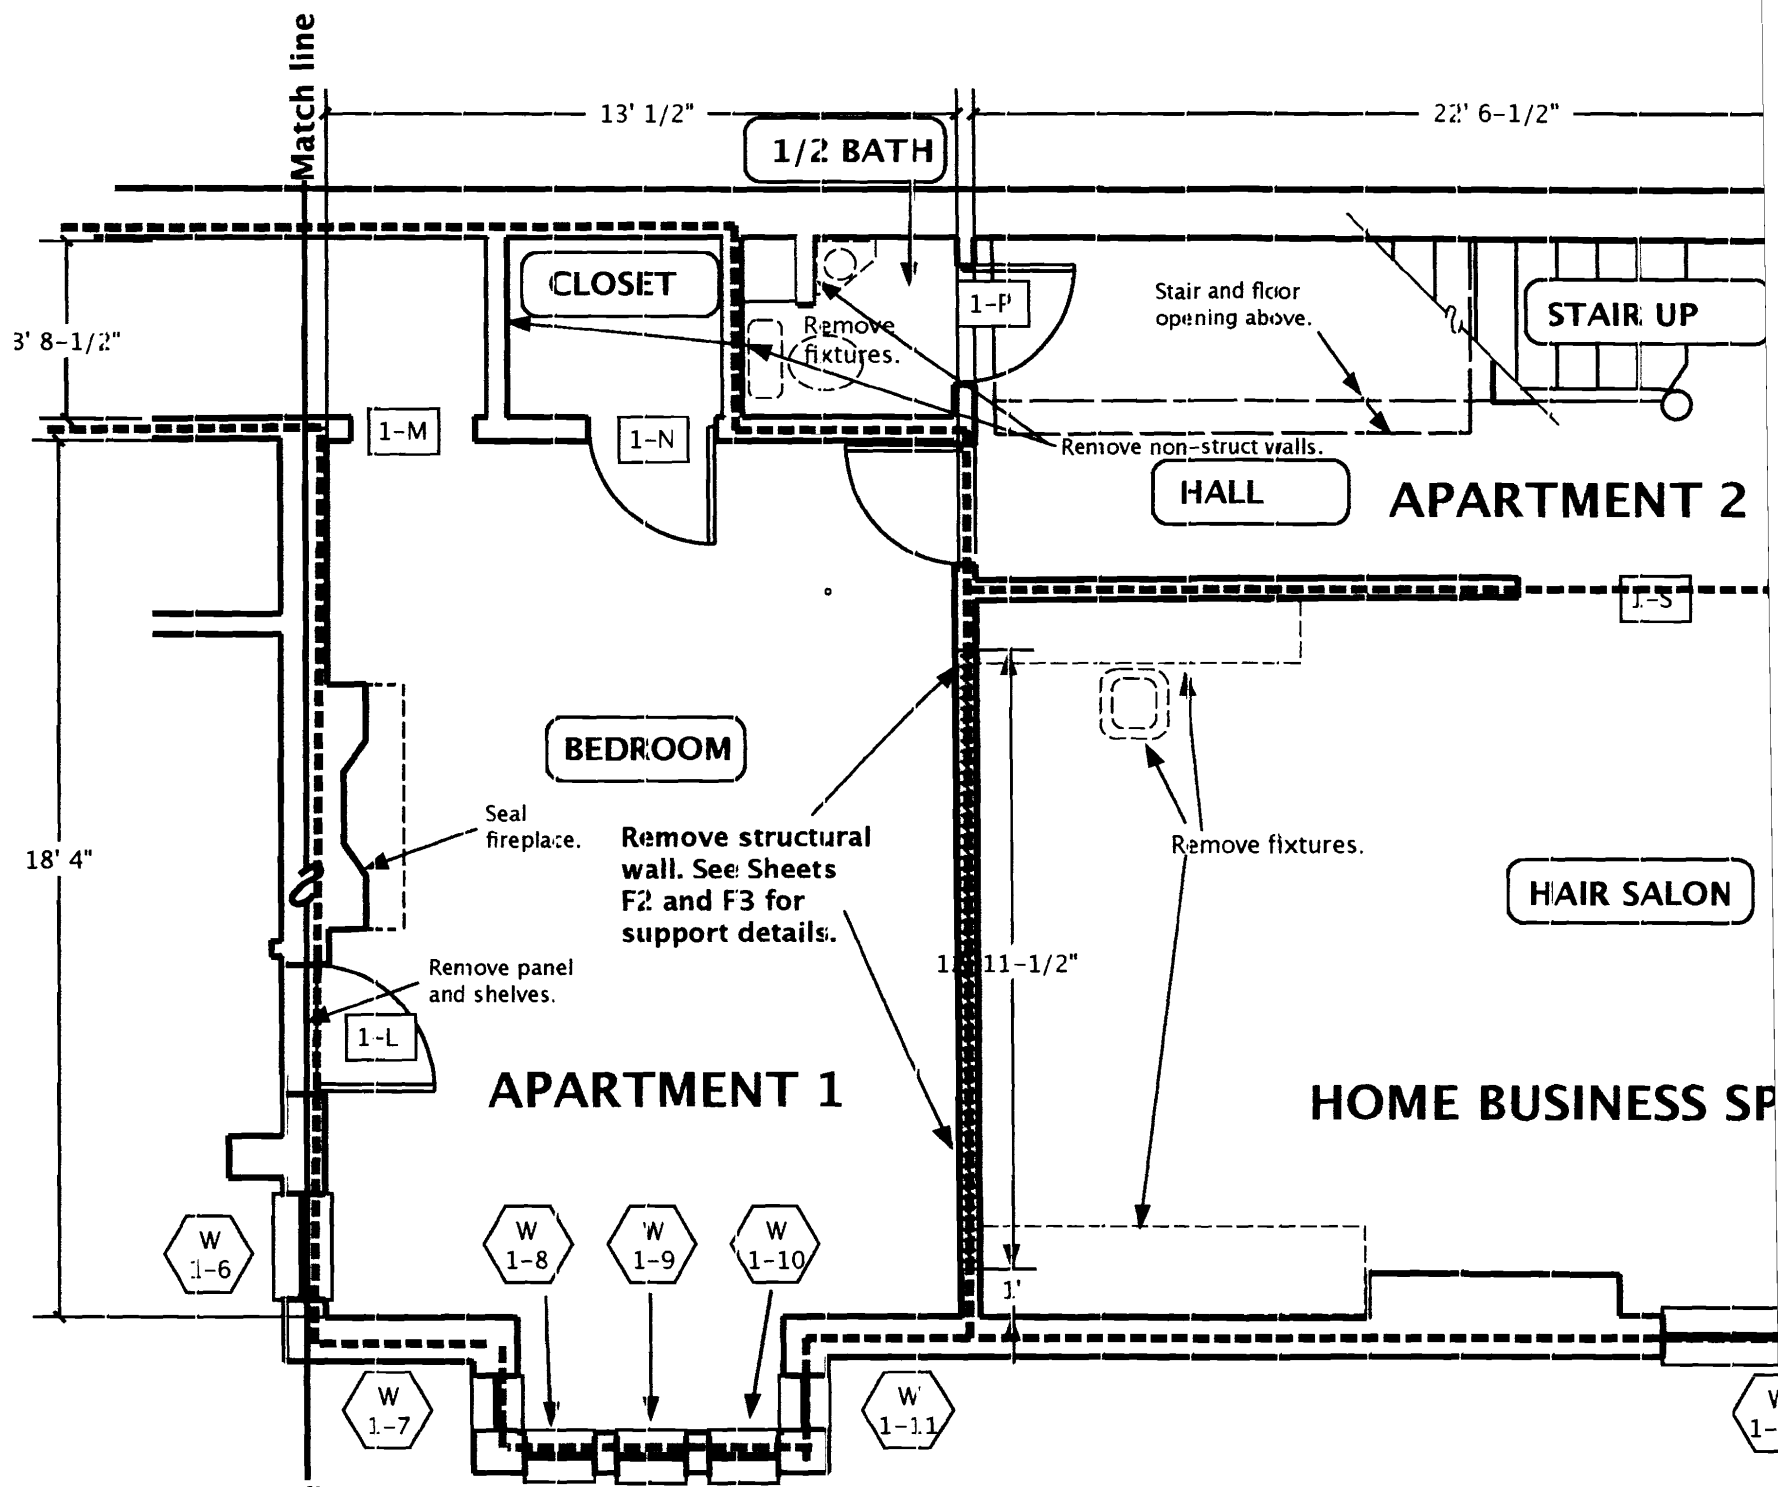 Match line
13' 1/2"
22' 6-1/2"
1/2 BATH
CLOSET
1-P
Stair and floor
opening above.
STAIR UP
3' 8-1/2"
Remove
fixtures.
1-M
1-N
Remove non-struct walls.
HALL
APARTMENT 2
1-S
BEDROOM
Seal
fireplace.
Remove structural
wall. See Sheets
F2 and F3 for
support details.
Remove fixtures.
18' 4"
HAIR SALON
Remove panel
and shelves.
11-1/2"
1-L
APARTMENT 1
HOME BUSINESS SP
W
1-6
W
1-8
W
1-9
W
1-10
1'
W
1-7
W
1-11
W
1-